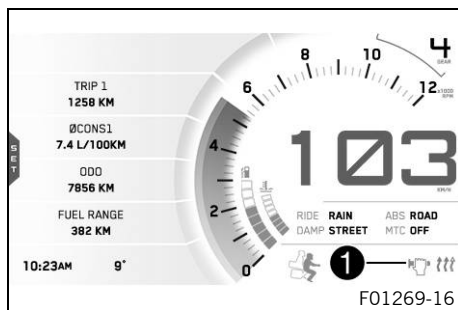 TRIP 1
1258 KM
ØCONS1
7.4 L/100KM
ODO
7856 KM
FUEL RANGE
382 KM
SET
10:23AM 9°
0
2
4
6
8
10
12
x1000
RPM
4
GEAR
103
KM/H
RIDE RAIN ABS ROAD
DAMP STREET MTC OFF
1
F01269-16